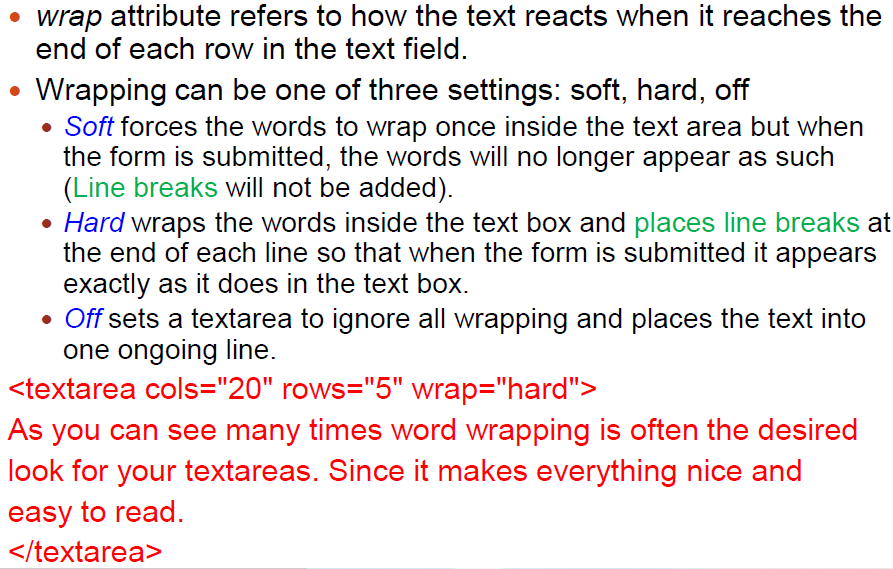 • wrap attribute refers to how the text reacts when it reaches the
end of each row in the text field.
• Wrapping can be one of three settings: soft, hard, off
• Soft forces the words to wrap once inside the text area but when
the form is submitted, the words will no longer appear as such
(Line breaks will not be added).
• Hard wraps the words inside the text box and places line breaks at
the end of each line so that when the form is submitted it appears
exactly as it does in the text box.
• Off sets a textarea to ignore all wrapping and places the text into
one ongoing line.
<textarea cols="20" rows="5" wrap="hard">
As you can see many times word wrapping is often the desired
look for your textareas. Since it makes everything nice and
easy to read.
</textarea>